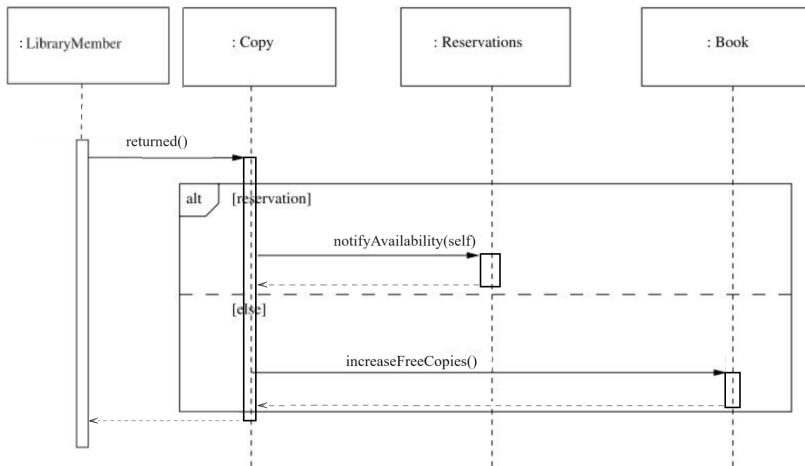 : LibraryMember
: Copy
: Reservations
: Book
returned()
alt
[reservation]
notifyAvailability(self)
[else]
increaseFreeCopies()